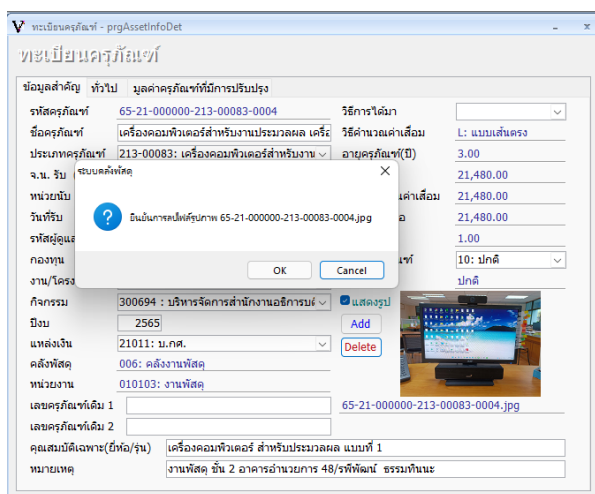 ทะเบียนครุภัณฑ์ - prgAssetInfoDet
ทะเบียนครุภัณฑ์
ข้อมูลสำคัญ ทั่วไป มูลค่าครุภัณฑ์ที่มีการปรับปรุง
รหัสครุภัณฑ์ 65-21-000000-213-00083-0004 วิธีการได้มา
ชื่อครุภัณฑ์ เครื่องคอมพิวเตอร์สำหรับงานประมวลผล เครื่อ วิธีคำนวณค่าเสื่อม L: แบบเส้นตรง
ประเภทครุภัณฑ์ 213-00083: เครื่องคอมพิวเตอร์สำหรับงาน อายุครุภัณฑ์(ปี) 3.00
จ.น. รับ 21,480.00
หน่วยนับ ค่าเสื่อม 21,480.00
วันที่รับ 21,480.00
รหัสผู้ดูแล 1.00
กองทุน 10: ปกติ
งาน/โครง ปกติ
ระบบคลังพัสดุ
ยืนยันการลบไฟล์รูปภาพ 65-21-000000-213-00083-0004.jpg
OK Cancel
กิจกรรม 300694 : บริหารจัดการสำนักงานอธิการบดี แสดงรูป
ปีงบ 2565 Add
แหล่งเงิน 21011: บ.กศ. Delete
คลังพัสดุ 006: คลังงานพัสดุ
หน่วยงาน 010103: งานพัสดุ
เลขครุภัณฑ์เดิม 1 65-21-000000-213-00083-0004.jpg
เลขครุภัณฑ์เดิม 2
คุณสมบัติเฉพาะ(ยี่ห้อ/รุ่น) เครื่องคอมพิวเตอร์ สำหรับประมวลผล แบบที่ 1
หมายเหตุ งานพัสดุ ชั้น 2 อาคารอำนวยการ 48/รพีพัฒน์ ธรรมทินนะ